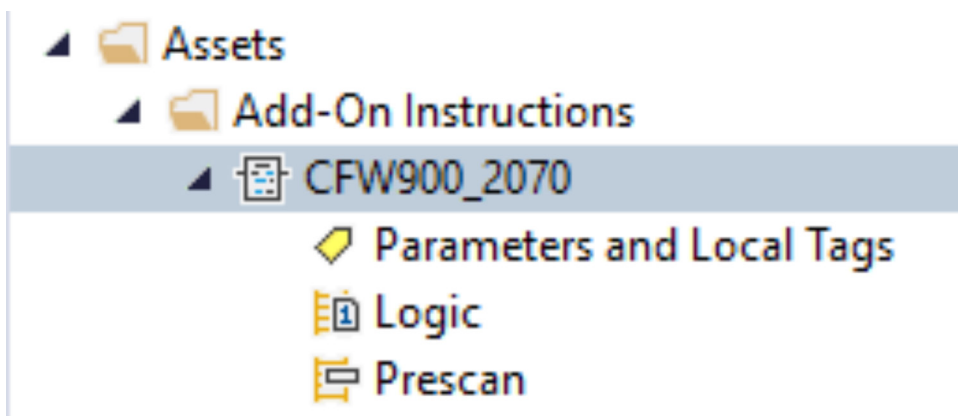 Assets
Add-On Instructions
CFW900_2070
Parameters and Local Tags
Logic
Prescan